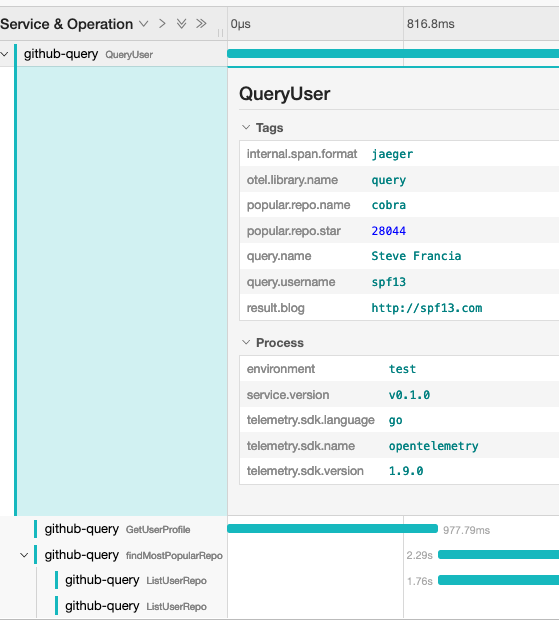 Service & Operation 0μs 816.8ms
github-query QueryUser
QueryUser
Tags
internal.span.format jaeger
otel.library.name query
popular.repo.name cobra
popular.repo.star 28044
query.name Steve Francia
query.username spf13
result.blog http://spf13.com
Process
environment test
service.version v0.1.0
telemetry.sdk.language go
telemetry.sdk.name opentelemetry
telemetry.sdk.version 1.9.0
github-query GetUserProfile 977.79ms
github-query findMostPopularRepo 2.29s
github-query ListUserRepo 1.76s
github-query ListUserRepo